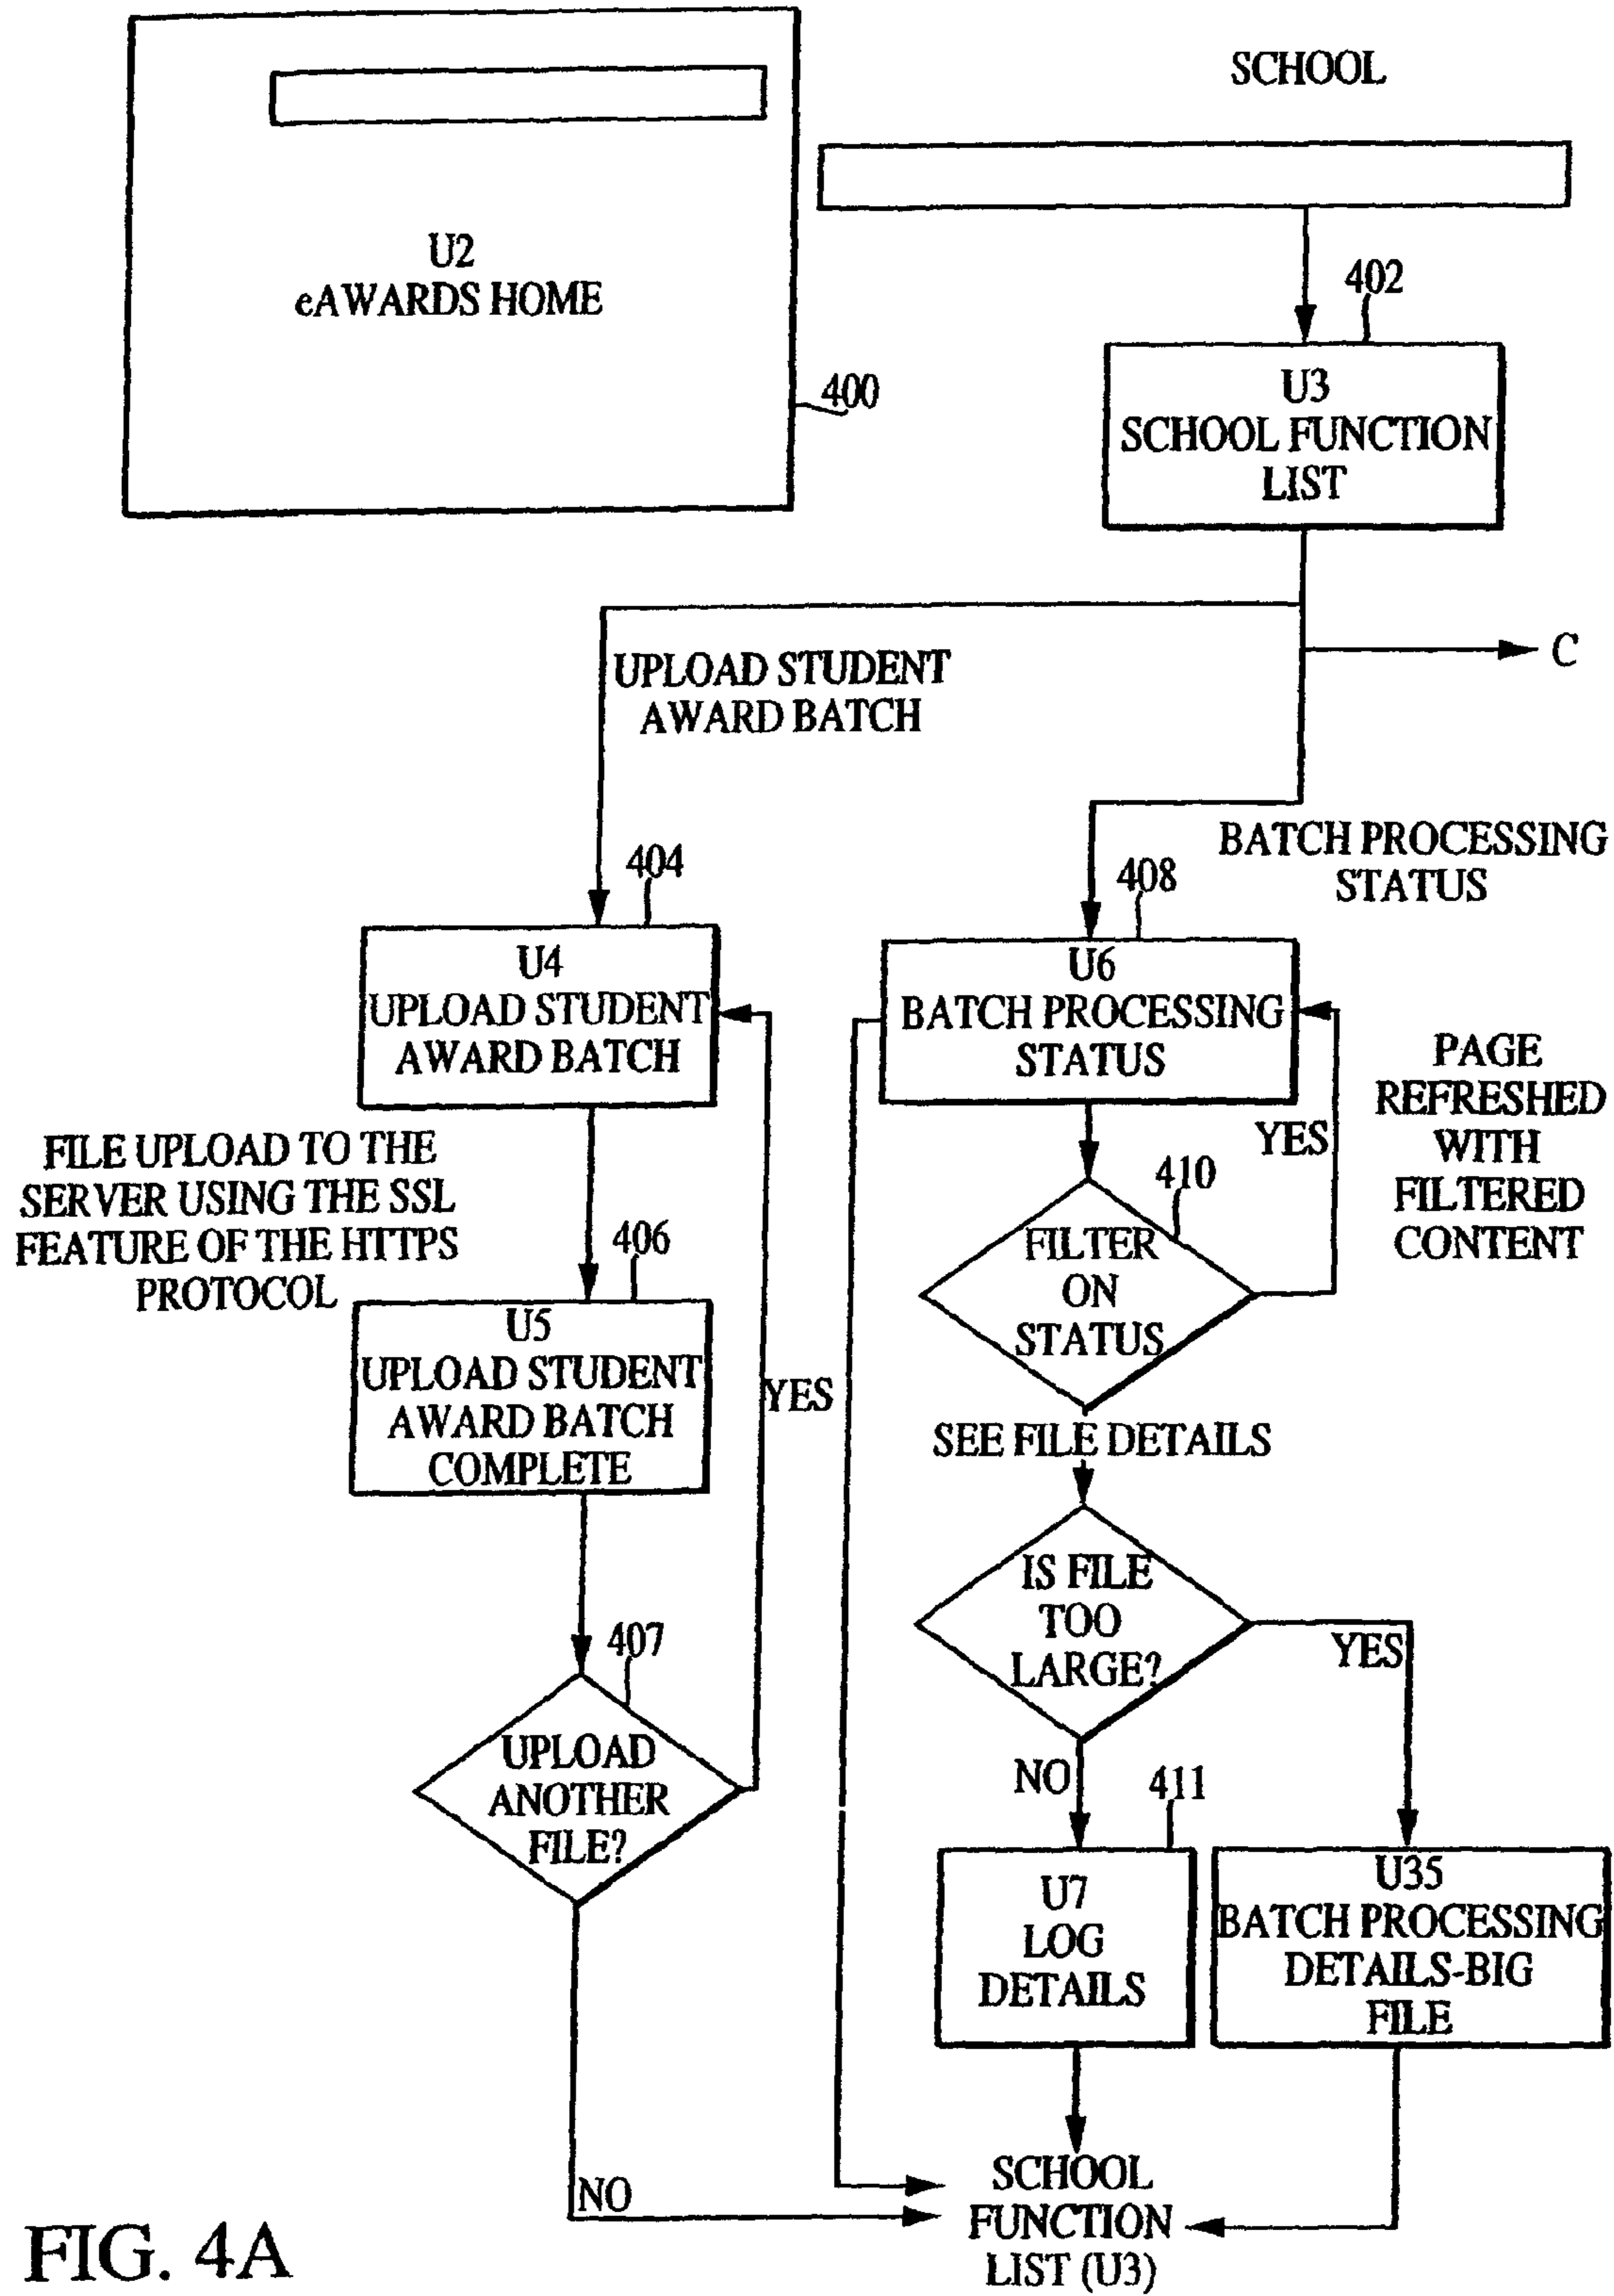 SCHOOL
U2
eAWARDS HOME
400
402
U3
SCHOOL FUNCTION
LIST
C
UPLOAD STUDENT
AWARD BATCH
BATCH PROCESSING
STATUS
404
U4
UPLOAD STUDENT
AWARD BATCH
408
U6
BATCH PROCESSING
STATUS
PAGE
REFRESHED
WITH
FILTERED
CONTENT
YES
FILE UPLOAD TO THE
SERVER USING THE SSL
FEATURE OF THE HTTPS
PROTOCOL
406
U5
UPLOAD STUDENT
AWARD BATCH
COMPLETE
YES
410
FILTER
ON
STATUS
SEE FILE DETAILS
IS FILE
TOO
LARGE?
YES
NO
407
UPLOAD
ANOTHER
FILE?
NO
411
U7
LOG
DETAILS
U35
BATCH PROCESSING
DETAILS-BIG
FILE
SCHOOL
FUNCTION
LIST (U3)
FIG. 4A